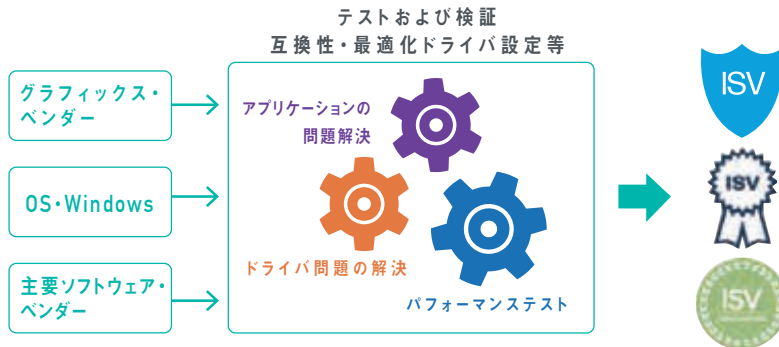 テストおよび検証
互換性・最適化ドライバ設定等
グラフィックス・
ベンダー
OS・Windows
主要ソフトウェア・
ベンダー
アプリケーションの
問題解決
ドライバ問題の解決
パフォーマンステスト
ISV
ISV
ISV